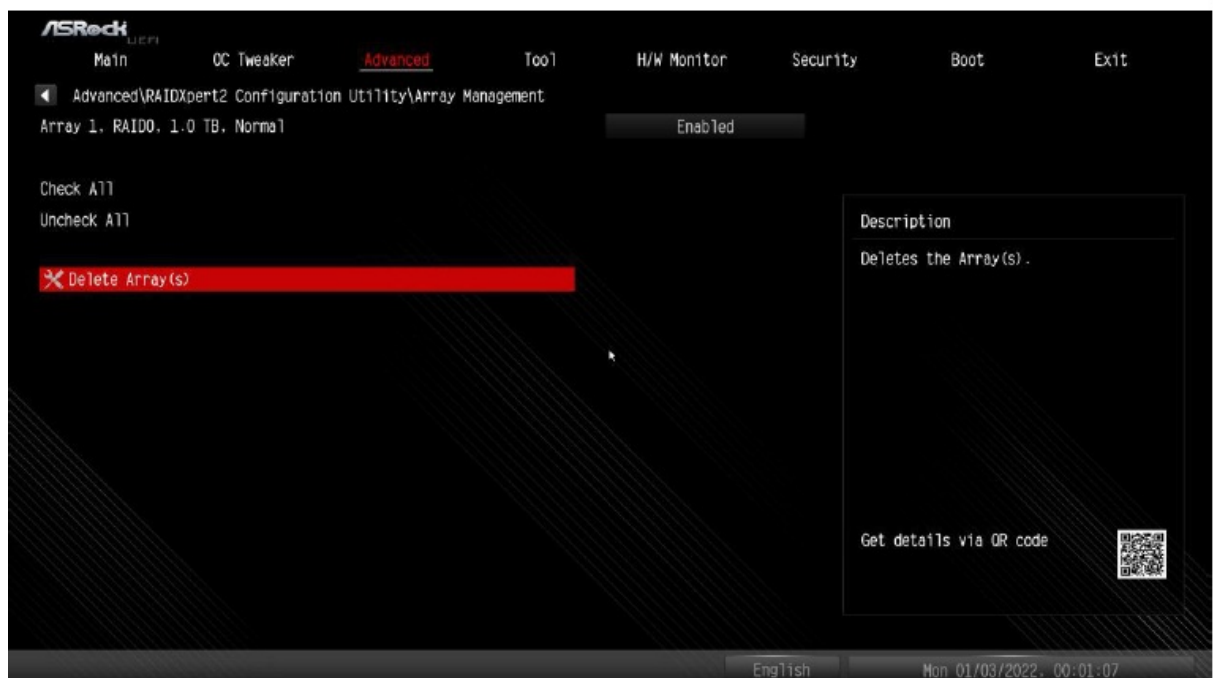 ASRock
UEFI
Main OC Tweaker Advanced Tool H/W Monitor Security Boot Exit
Advanced\RAIDXpert2 Configuration Utility\Array Management
Array 1, RAID0, 1.0 TB, Normal Enabled
Check All
Uncheck All
Description
Deletes the Array(s).
Delete Array(s)
Get details via QR code
English Mon 01/03/2022, 00:01:07